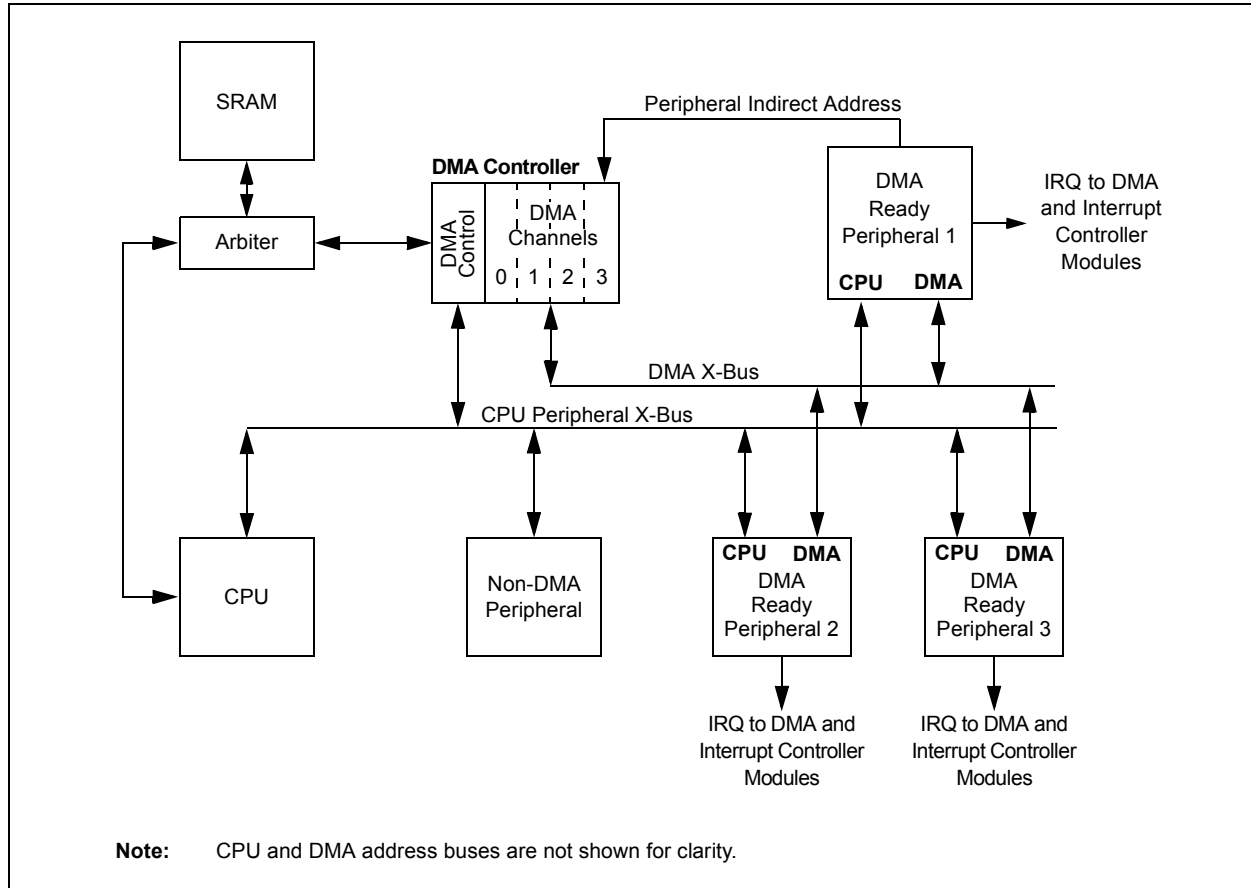 SRAM
Peripheral Indirect Address
DMA Controller
DMA
Control
DMA
Channels
0 1 2 3
Arbiter
DMA
Ready
Peripheral 1
CPU DMA
IRQ to DMA
and Interrupt
Controller
Modules
DMA X-Bus
CPU Peripheral X-Bus
CPU
Non-DMA
Peripheral
CPU DMA
DMA
Ready
Peripheral 2
CPU DMA
DMA
Ready
Peripheral 3
IRQ to DMA and
Interrupt Controller
Modules
IRQ to DMA and
Interrupt Controller
Modules
Note: CPU and DMA address buses are not shown for clarity.